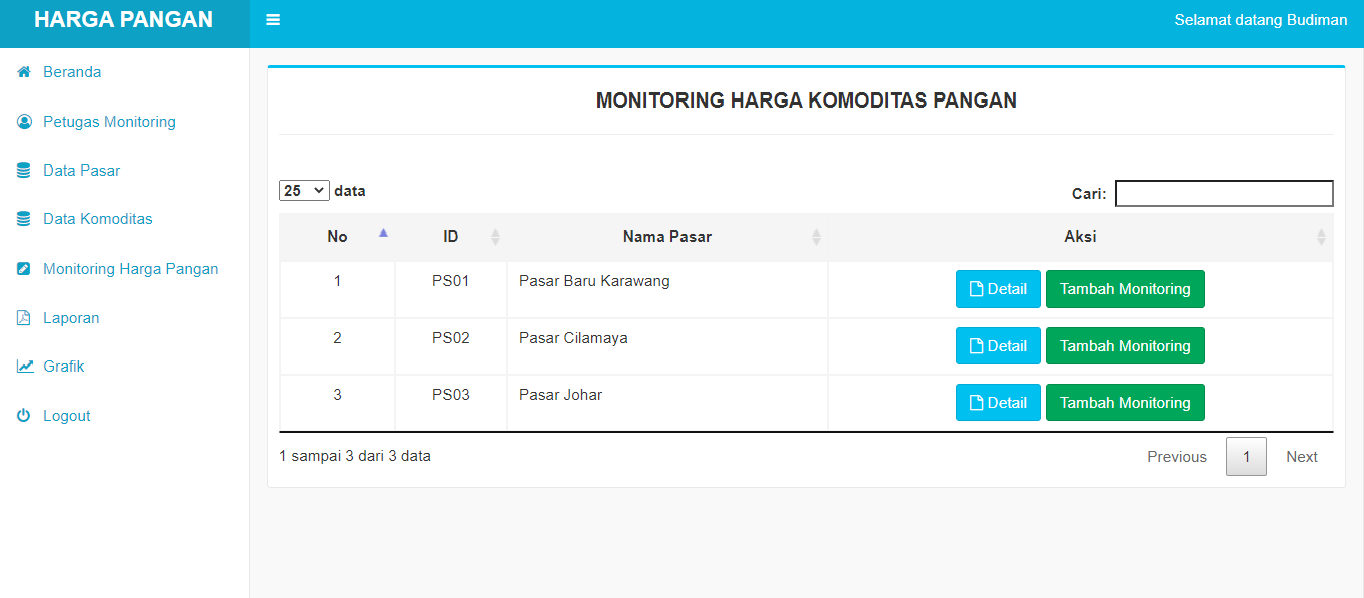 HARGA PANGAN
Selamat datang Budiman
Beranda
Petugas Monitoring
Data Pasar
Data Komoditas
Monitoring Harga Pangan
Laporan
Grafik
Logout
MONITORING HARGA KOMODITAS PANGAN
25 data
Cari:
No ID Nama Pasar Aksi
1 PS01 Pasar Baru Karawang Detail Tambah Monitoring
2 PS02 Pasar Cilamaya Detail Tambah Monitoring
3 PS03 Pasar Johar Detail Tambah Monitoring
1 sampai 3 dari 3 data
Previous 1 Next